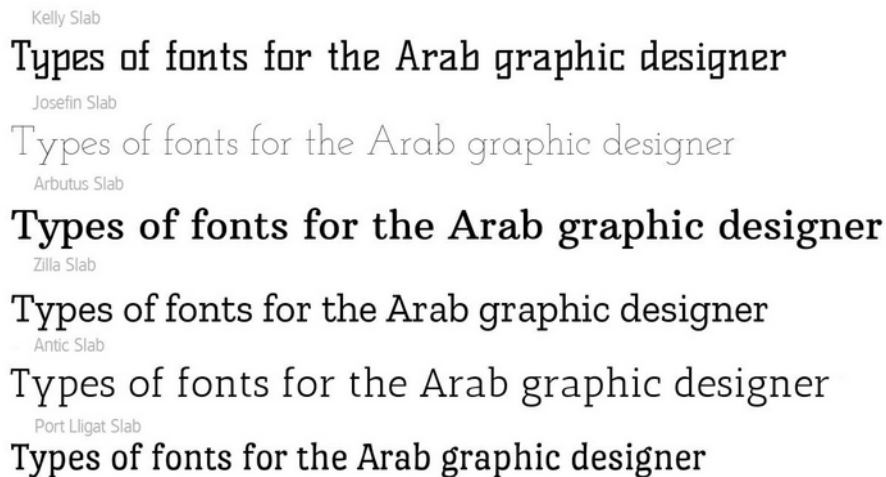 Kelly Slab
Types of fonts for the Arab graphic designer
Josefin Slab
Types of fonts for the Arab graphic designer
Arbutus Slab
Types of fonts for the Arab graphic designer
Zilla Slab
Types of fonts for the Arab graphic designer
Antic Slab
Types of fonts for the Arab graphic designer
Port Lligat Slab
Types of fonts for the Arab graphic designer